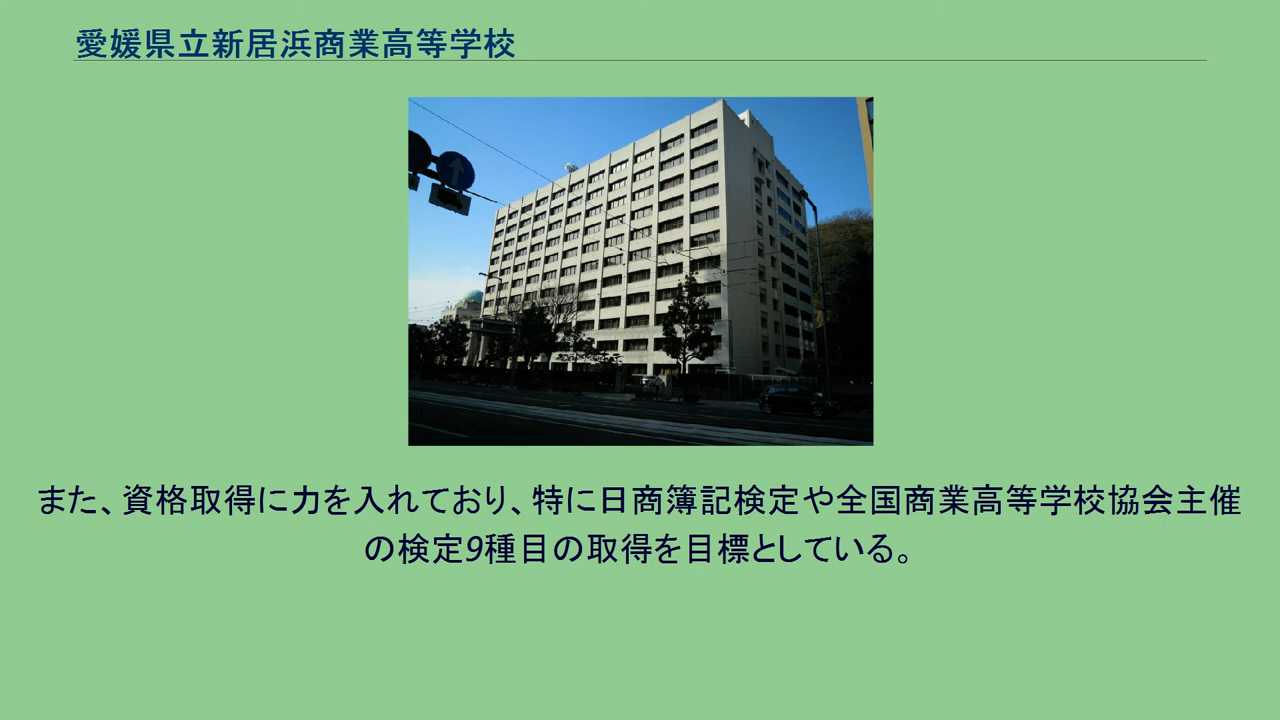 愛媛県立新居浜商業高等学校
また、資格取得に力を入れており、特に日商簿記検定や全国商業高等学校協会主催
の検定9種目の取得を目標としている。